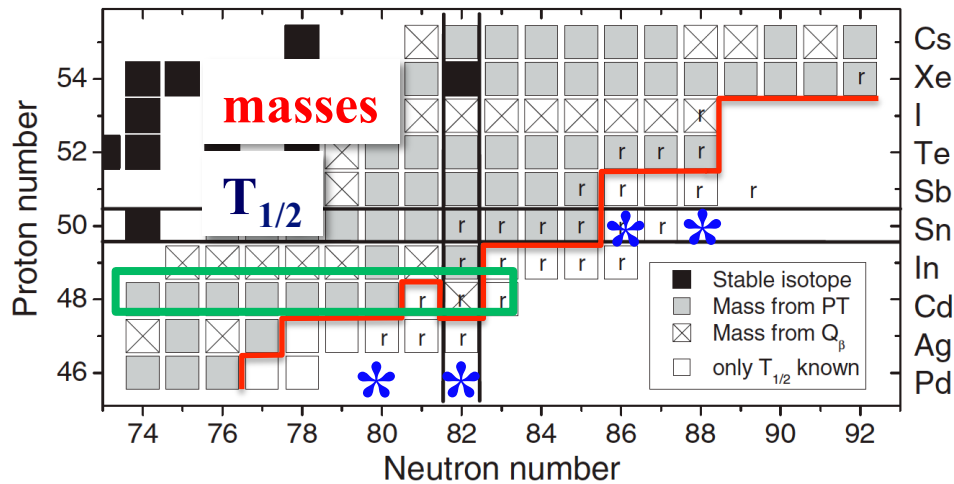 Proton number
Cs
54 r Xe
masses
r I
52 r r r Te
T1/2
r r r r Sb
50 r r r r r r Sn
r r r r r In
48 r r r Cd
r r r Ag
46 Pd
Stable isotope
Mass from PT
Mass from Qβ
only T1/2 known
74 76 78 80 82 84 86 88 90 92
Neutron number